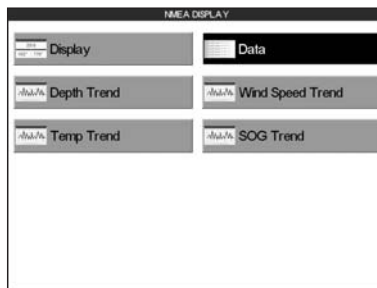 NMEA DISPLAY
Display
Data
Depth Trend
Wind Speed Trend
Temp Trend
SOG Trend